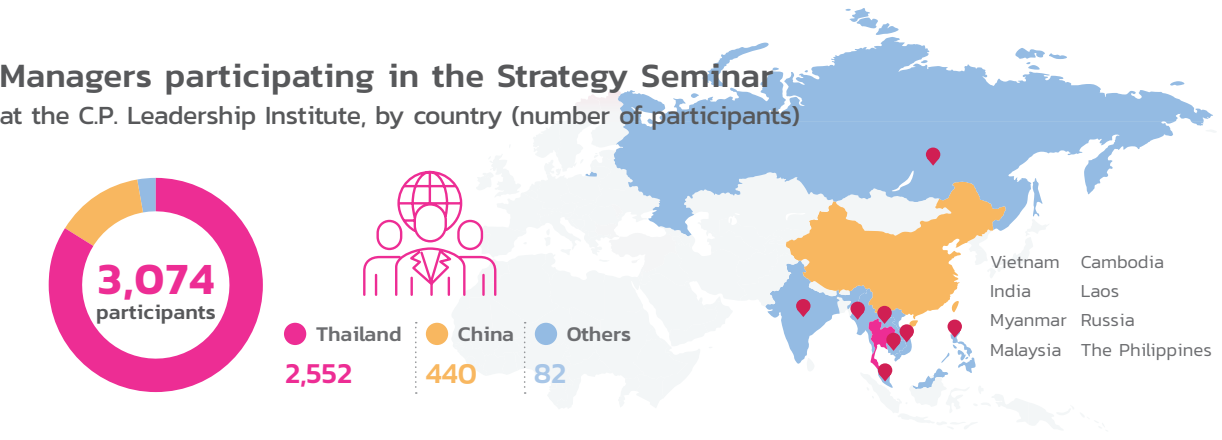 Managers participating in the Strategy Seminar
at the C.P. Leadership Institute, by country (number of participants)
3,074
participants
Thailand
2,552
China
440
Others
82
Vietnam Cambodia
India Laos
Myanmar Russia
Malaysia The Philippines